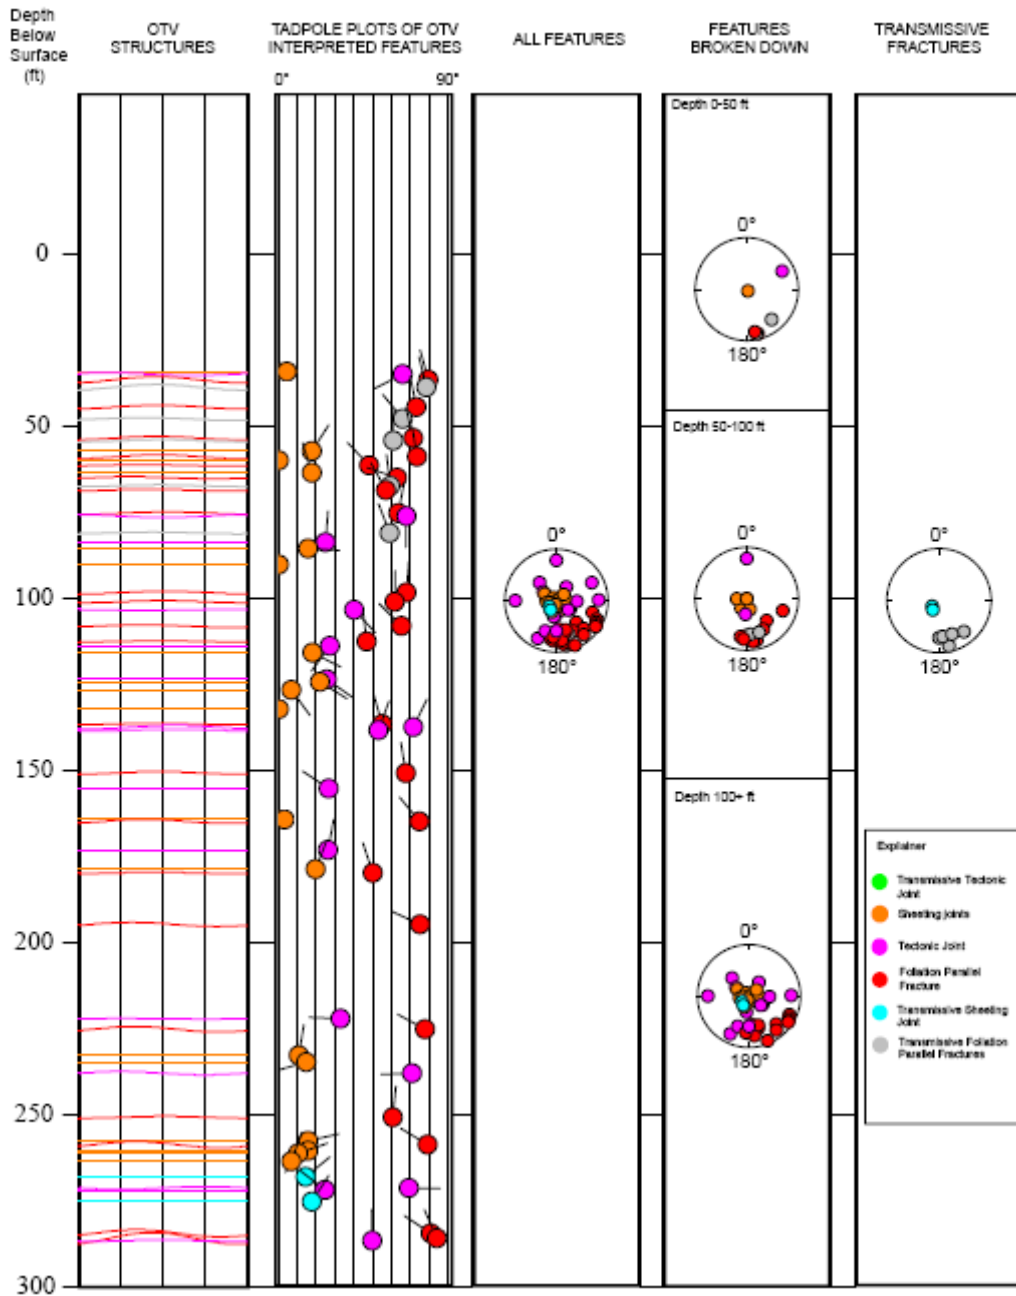 Depth
Below
Surface
(ft)
OTV
STRUCTURES
TADPOLE PLOTS OF OTV
INTERPRETED FEATURES
ALL FEATURES
FEATURES
BROKEN DOWN
TRANSMISSIVE
FRACTURES
0°
90°
Depth 0-50 ft
0
0°
180°
50
Depth 50-100 ft
0°
0°
0°
100
180°
180°
180°
150
Depth 100+ ft
Explainer
Transmissive Tectonic
Joint
Sheeting joints
Tectonic Joint
Foliation Parallel
Fracture
Transmissive Sheeting
Joint
Transmissive Foliation
Parallel Fractures
200
0°
180°
250
300